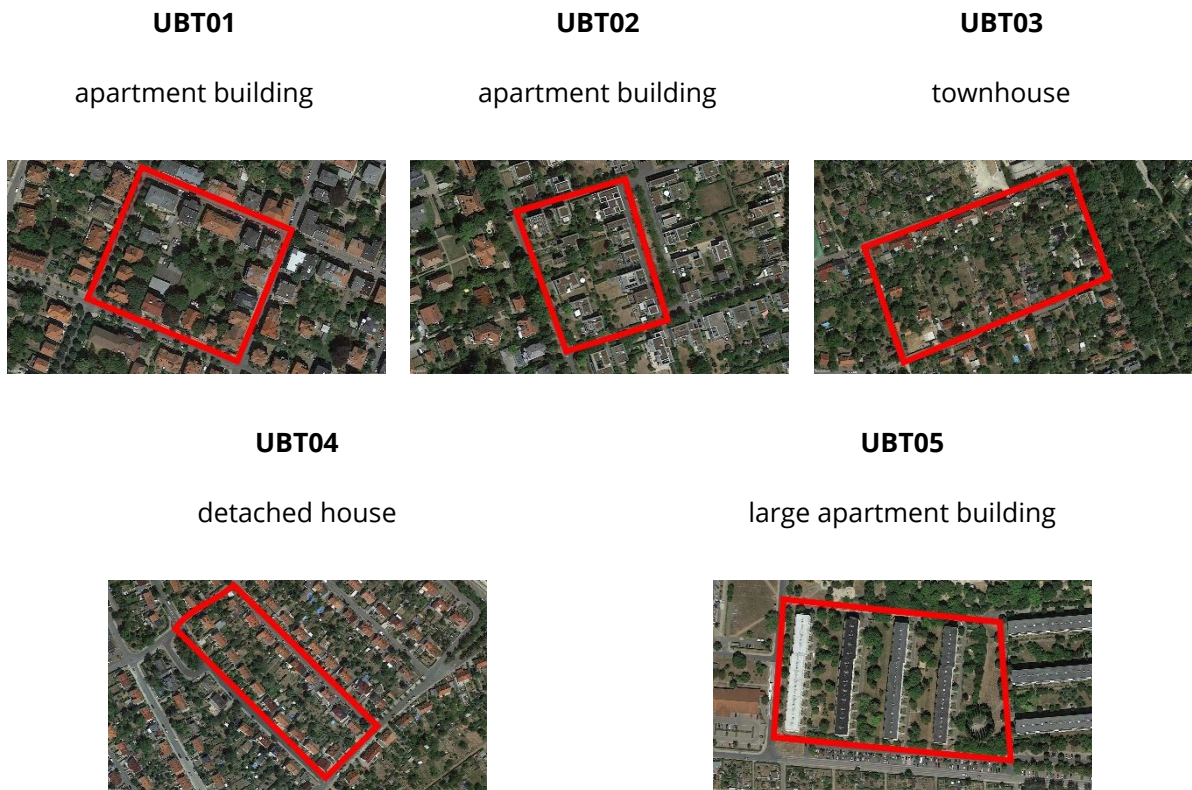 UBT01
UBT02
UBT03
apartment building
apartment building
townhouse
UBT04
UBT05
detached house
large apartment building